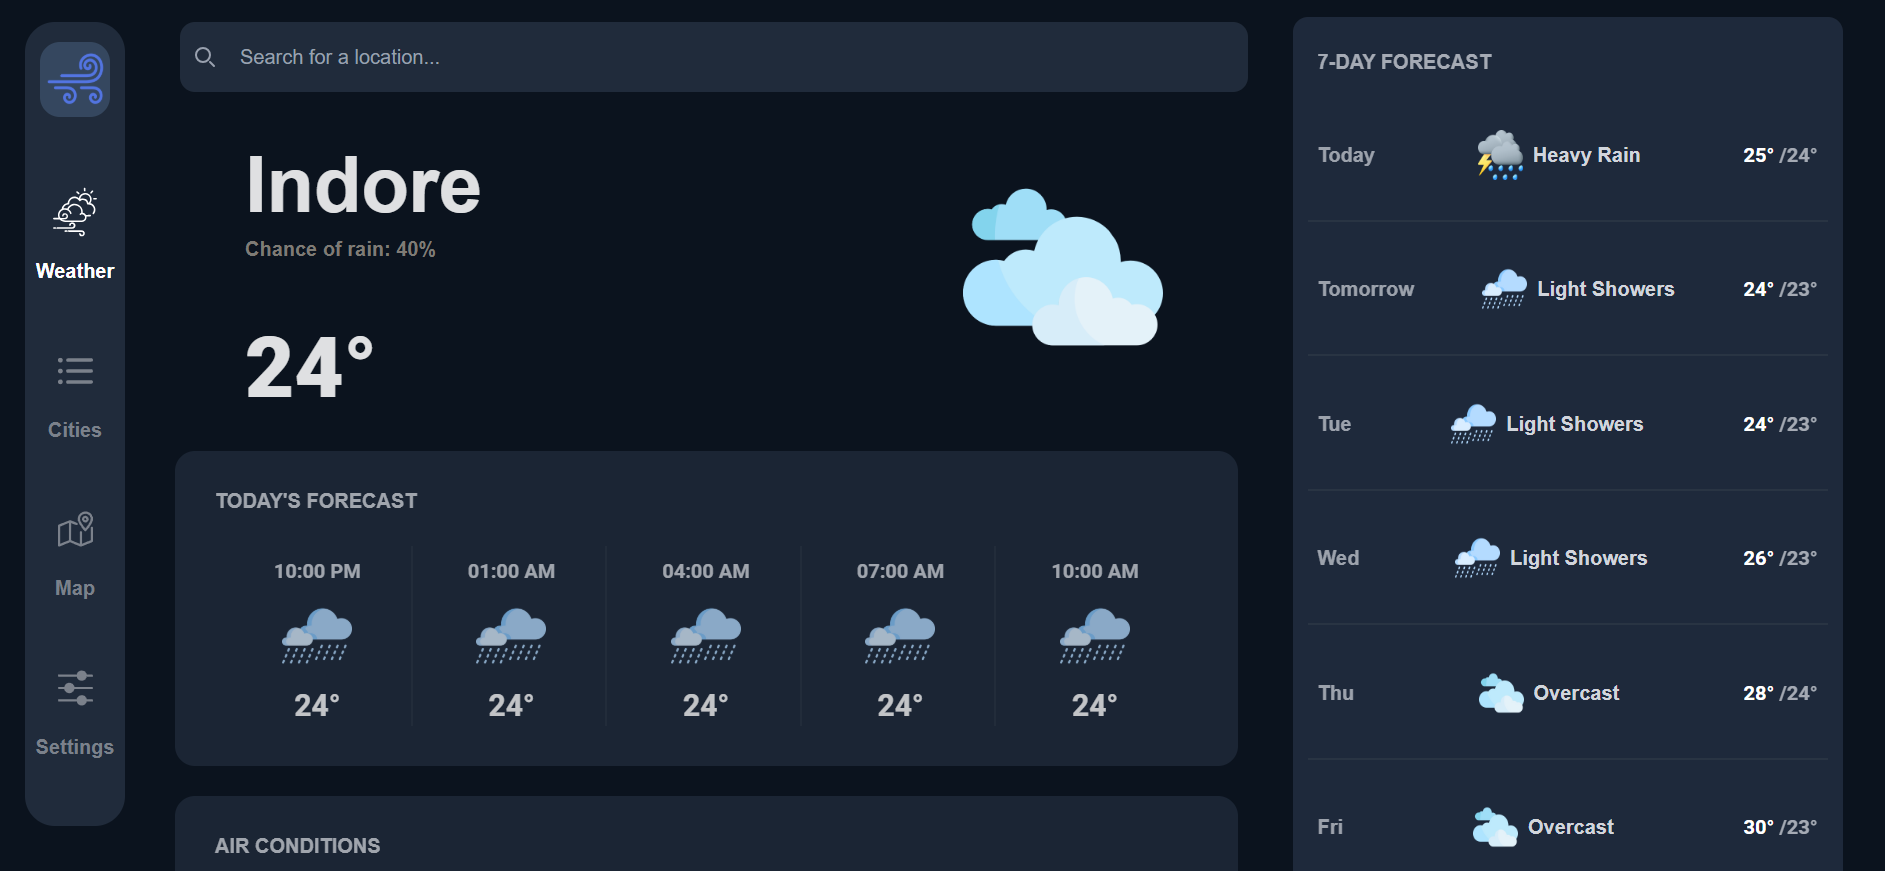 Weather
Cities
Map
Settings
Search for a location...
Indore
Chance of rain: 40%
24°
TODAY'S FORECAST
10:00 PM 01:00 AM 04:00 AM 07:00 AM 10:00 AM
24° 24° 24° 24° 24°
AIR CONDITIONS
7-DAY FORECAST
Today Heavy Rain 25° /24°
Tomorrow Light Showers 24° /23°
Tue Light Showers 24° /23°
Wed Light Showers 26° /23°
Thu Overcast 28° /24°
Fri Overcast 30° /23°